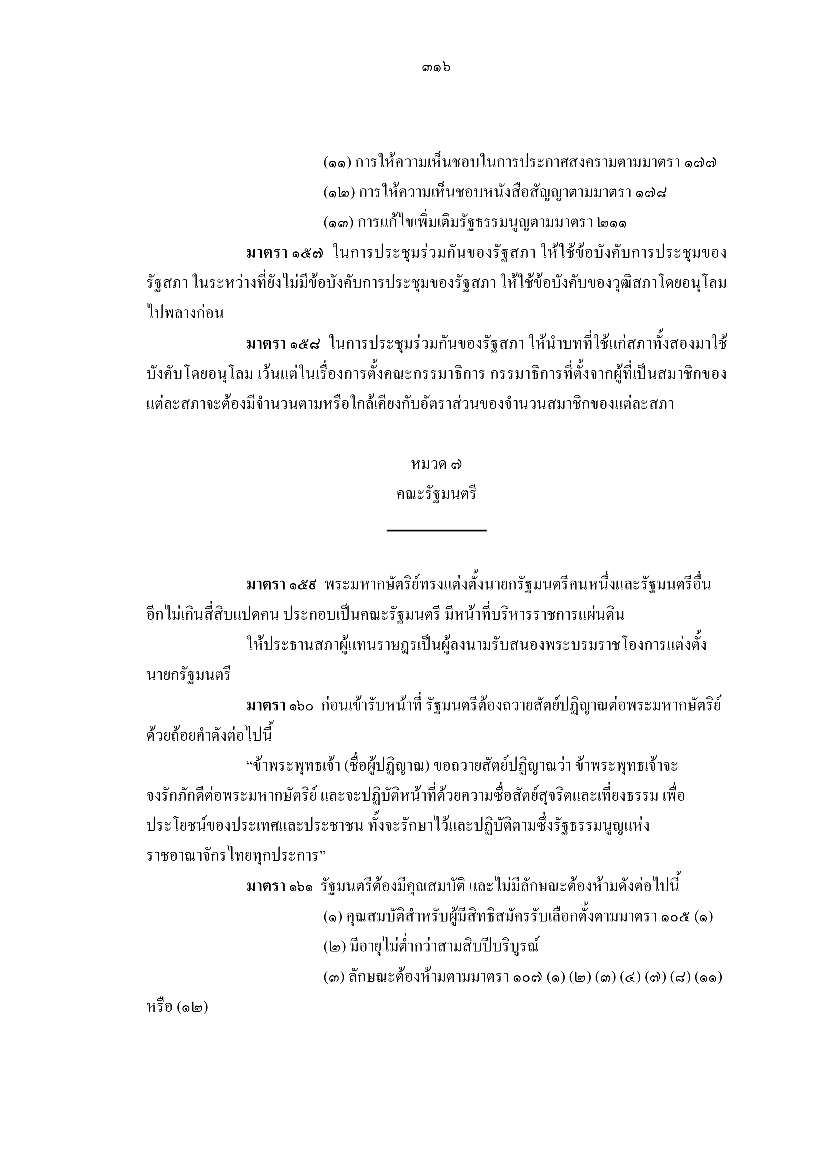 ๓๑๖
(๑๑) การให้ความเห็นชอบในการประกาศสงครามตามมาตรา ๑๗๗
(๑๒) การให้ความเห็นชอบหนังสือสัญญาตามมาตรา ๑๗๘
(๑๓) การแก้ไขเพิ่มเติมรัฐธรรมนูญตามมาตรา ๒๑๑
มาตรา ๑๕๗ ในการประชุมร่วมกันของรัฐสภา ให้ใช้ข้อบังคับการประชุมของ
รัฐสภา ในระหว่างที่ยังไม่มีข้อบังคับการประชุมของรัฐสภา ให้ใช้ข้อบังคับของวุฒิสภาโดยอนุโลม
ไปพลางก่อน
มาตรา ๑๕๘ ในการประชุมร่วมกันของรัฐสภา ให้นำบทที่ใช้แก่สภาทั้งสองมาใช้
บังคับโดยอนุโลม เว้นแต่ในเรื่องการตั้งคณะกรรมาธิการ กรรมาธิการที่ตั้งจากผู้ที่เป็นสมาชิกของ
แต่ละสภาจะต้องมีจำนวนตามหรือใกล้เคียงกับอัตราส่วนของจำนวนสมาชิกของแต่ละสภา
หมวด ๗
คณะรัฐมนตรี
มาตรา ๑๕๙ พระมหากษัตริย์ทรงแต่งตั้งนายกรัฐมนตรีคนหนึ่งและรัฐมนตรีอื่น
อีกไม่เกินสี่สิบแปดคน ประกอบเป็นคณะรัฐมนตรี มีหน้าที่บริหารราชการแผ่นดิน
ให้ประธานสภาผู้แทนราษฎรเป็นผู้ลงนามรับสนองพระบรมราชโองการแต่งตั้ง
นายกรัฐมนตรี
มาตรา ๑๖๐ ก่อนเข้ารับหน้าที่ รัฐมนตรีต้องถวายสัตย์ปฏิญาณต่อพระมหากษัตริย์
ด้วยถ้อยคำดังต่อไปนี้
“ข้าพระพุทธเจ้า (ชื่อผู้ปฏิญาณ) ขอถวายสัตย์ปฏิญาณว่า ข้าพระพุทธเจ้าจะ
จงรักภักดีต่อพระมหากษัตริย์ และจะปฏิบัติหน้าที่ด้วยความซื่อสัตย์สุจริตและเที่ยงธรรม เพื่อ
ประโยชน์ของประเทศและประชาชน ทั้งจะรักษาไว้และปฏิบัติตามซึ่งรัฐธรรมนูญแห่ง
ราชอาณาจักรไทยทุกประการ”
มาตรา ๑๖๑ รัฐมนตรีต้องมีคุณสมบัติ และไม่มีลักษณะต้องห้ามดังต่อไปนี้
(๑) คุณสมบัติสำหรับผู้มีสิทธิสมัครรับเลือกตั้งตามมาตรา ๑๐๕ (๑)
(๒) มีอายุไม่ต่ำกว่าสามสิบปีบริบูรณ์
(๓) ลักษณะต้องห้ามตามมาตรา ๑๐๗ (๑) (๒) (๓) (๔) (๗) (๘) (๑๑)
หรือ (๑๒)